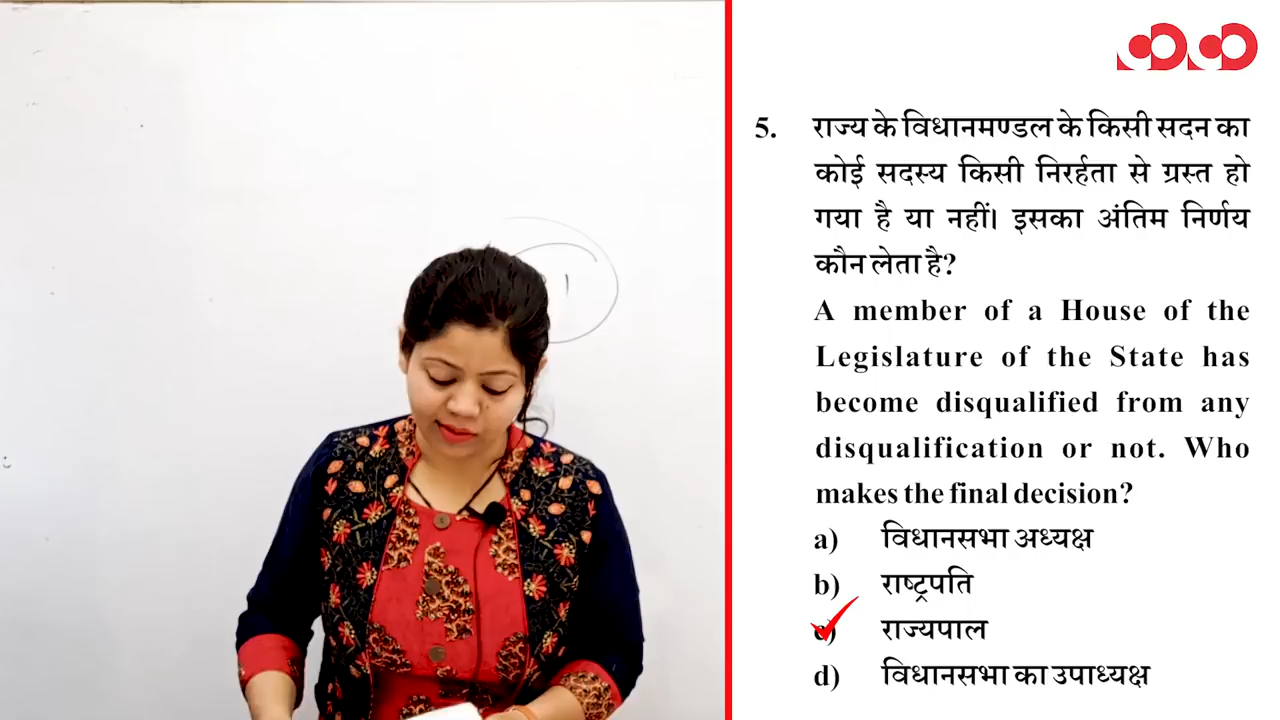 5. राज्य के विधानमण्डल के किसी सदन का
कोई सदस्य किसी निरर्हता से ग्रस्त हो
गया है या नहीं। इसका अंतिम निर्णय
कौन लेता है?
A member of a House of the
Legislature of the State has
become disqualified from any
disqualification or not. Who
makes the final decision?
a) विधानसभा अध्यक्ष
b) राष्ट्रपति
c) राज्यपाल
d) विधानसभा का उपाध्यक्ष